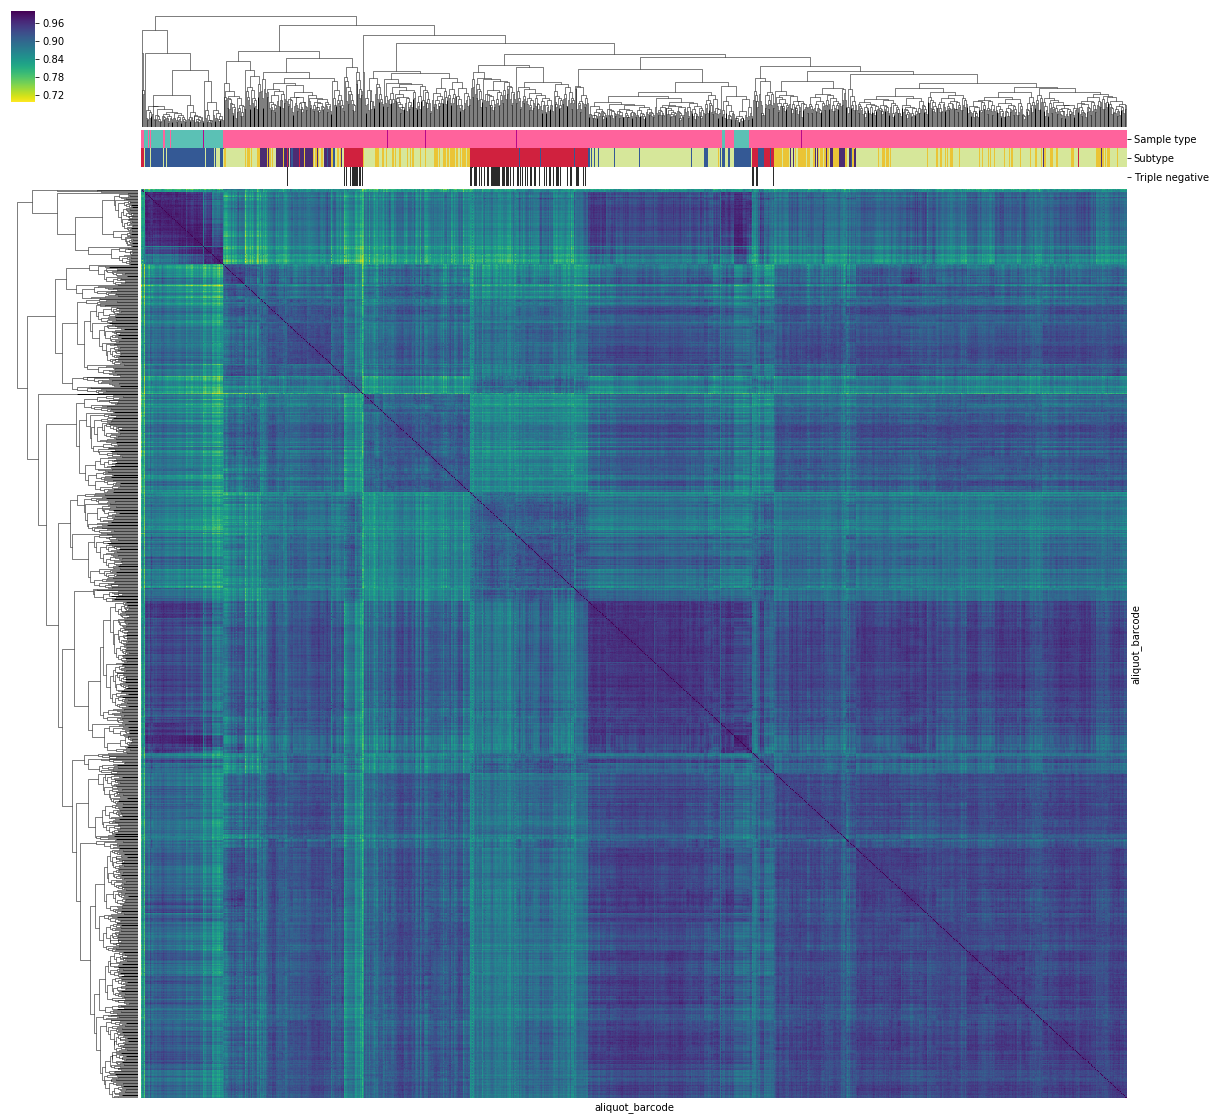 0.96
0.90
0.84
0.78
0.72
Sample type
Subtype
Triple negative
aliquot_barcode
aliquot_barcode